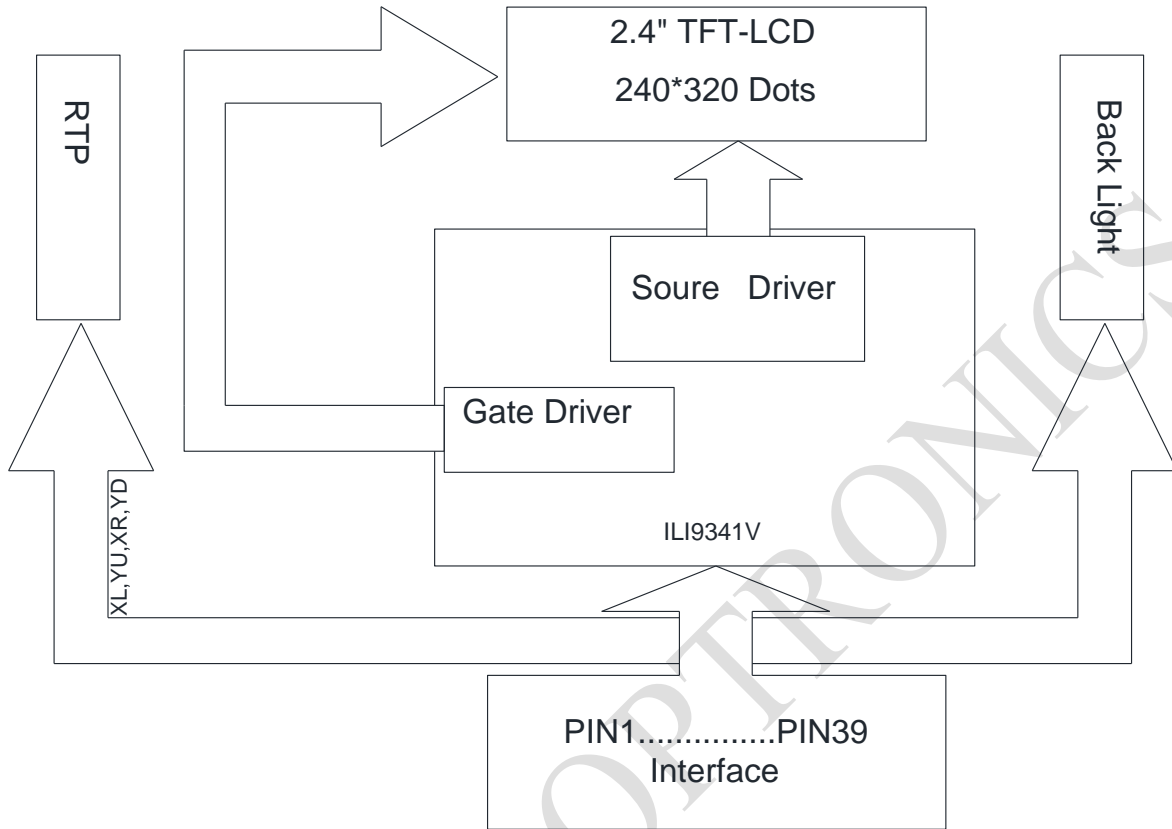 2.4" TFT-LCD
240*320 Dots
RTP
Back Light
Soure Driver
Gate Driver
ILI9341V
XL,YU,XR,YD
PIN1...............PIN39
Interface
OPTRONICS